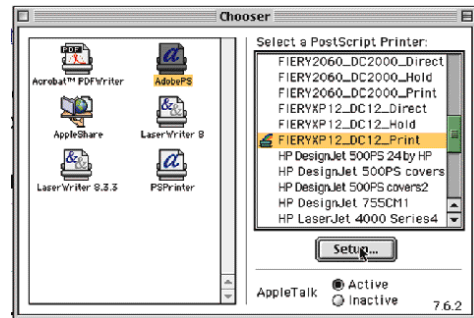 Chooser
Acrobat™ PDFWriter
AdobePS
AppleShare
LaserWriter 8
LaserWriter 8.3.3
PSPrinter
Select a PostScript Printer:
FIERY2060_DC2000_Direct
FIERY2060_DC2000_Hold
FIERY2060_DC2000_Print
FIERYXP12_DC12_Direct
FIERYXP12_DC12_Hold
FIERYXP12_DC12_Print
HP DesignJet 500PS 24 by HP
HP DesignJet 500PS covers
HP DesignJet 500PS covers2
HP DesignJet 755CM1
HP LaserJet 4000 Series4
Setup...
AppleTalk
Active
Inactive
7.6.2